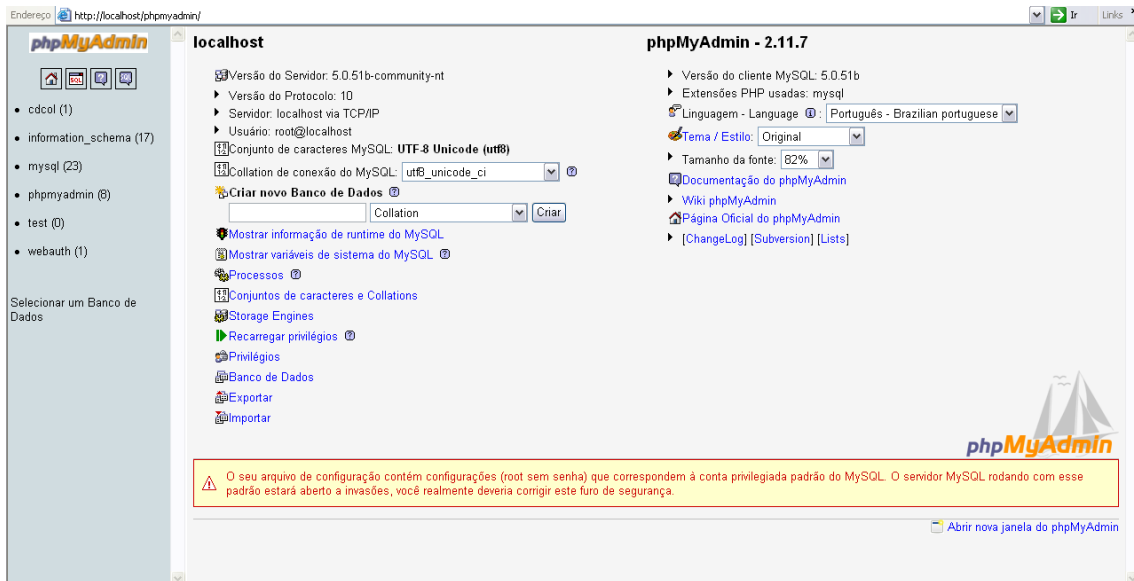 Endereço http://localhost/phpmyadmin/ Ir Links
phpMyAdmin
SQL
cdcol (1)
information_schema (17)
mysql (23)
phpmyadmin (8)
test (0)
webauth (1)
Selecionar um Banco de
Dados
localhost
Versão do Servidor: 5.0.51b-community-nt
Versão do Protocolo: 10
Servidor: localhost via TCP/IP
Usuário: root@localhost
Conjunto de caracteres MySQL: UTF-8 Unicode (utf8)
Collation de conexão do MySQL: utf8_unicode_ci
Criar novo Banco de Dados
Collation Criar
Mostrar informação de runtime do MySQL
Mostrar variáveis de sistema do MySQL
Processos
Conjuntos de caracteres e Collations
Storage Engines
Recarregar privilégios
Privilégios
Banco de Dados
Exportar
Importar
phpMyAdmin - 2.11.7
Versão do cliente MySQL: 5.0.51b
Extensões PHP usadas: mysql
Linguagem - Language : Português - Brazilian portuguese
Tema / Estilo: Original
Tamanho da fonte: 82%
Documentação do phpMyAdmin
Wiki phpMyAdmin
Página Oficial do phpMyAdmin
[ChangeLog] [Subversion] [Lists]
phpMyAdmin
O seu arquivo de configuração contém configurações (root sem senha) que correspondem à conta privilegiada padrão do MySQL. O servidor MySQL rodando com esse
padrão estará aberto a invasões, você realmente deveria corrigir este furo de segurança.
Abrir nova janela do phpMyAdmin